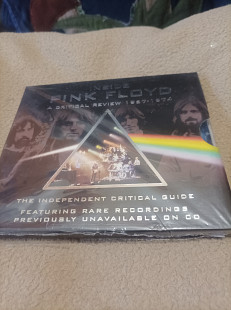 INSIDE
PINK FLOYD
A CRITICAL REVIEW 1967-1974
THE INDEPENDENT CRITICAL GUIDE
FEATURING RARE RECORDINGS
PREVIOUSLY UNAVAILABLE ON CD